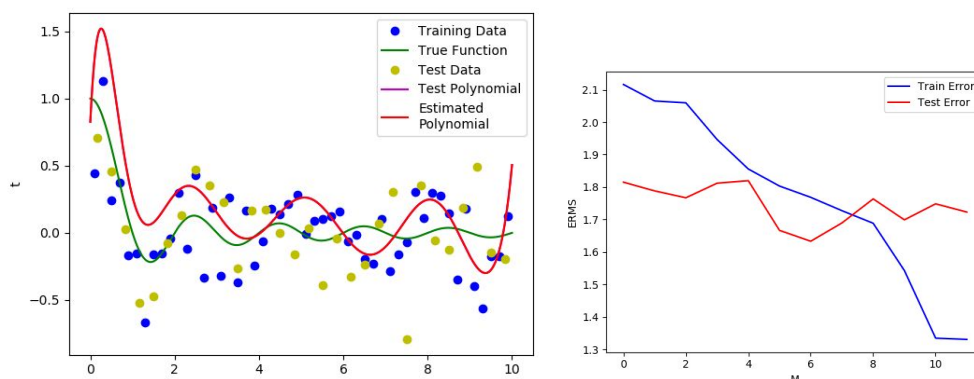 1.5
1.0
0.5
0.0
−0.5
t
0 2 4 6 8 10
Training Data
True Function
Test Data
Test Polynomial
Estimated
Polynomial
2.1
2.0
1.9
1.8
1.7
1.6
1.5
1.4
1.3
ERMS
0 2 4 6 8 10
Train Error
Test Error